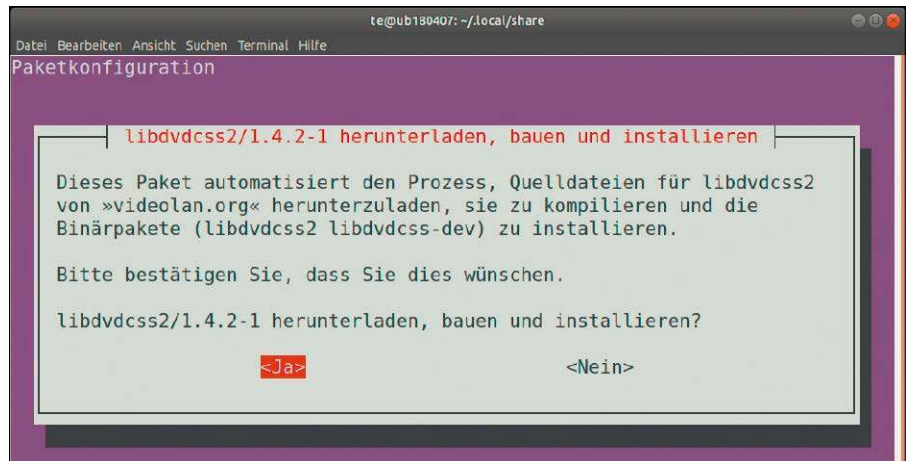 te@ub180407: ~/.local/share
Datei Bearbeiten Ansicht Suchen Terminal Hilfe
Paketkonfiguration
libdvdcss2/1.4.2-1 herunterladen, bauen und installieren
Dieses Paket automatisiert den Prozess, Quelldateien für libdvdcss2
von »videolan.org« herunterzuladen, sie zu kompilieren und die
Binärpakete (libdvdcss2 libdvdcss-dev) zu installieren.
Bitte bestätigen Sie, dass Sie dies wünschen.
libdvdcss2/1.4.2-1 herunterladen, bauen und installieren?
<Ja> <Nein>